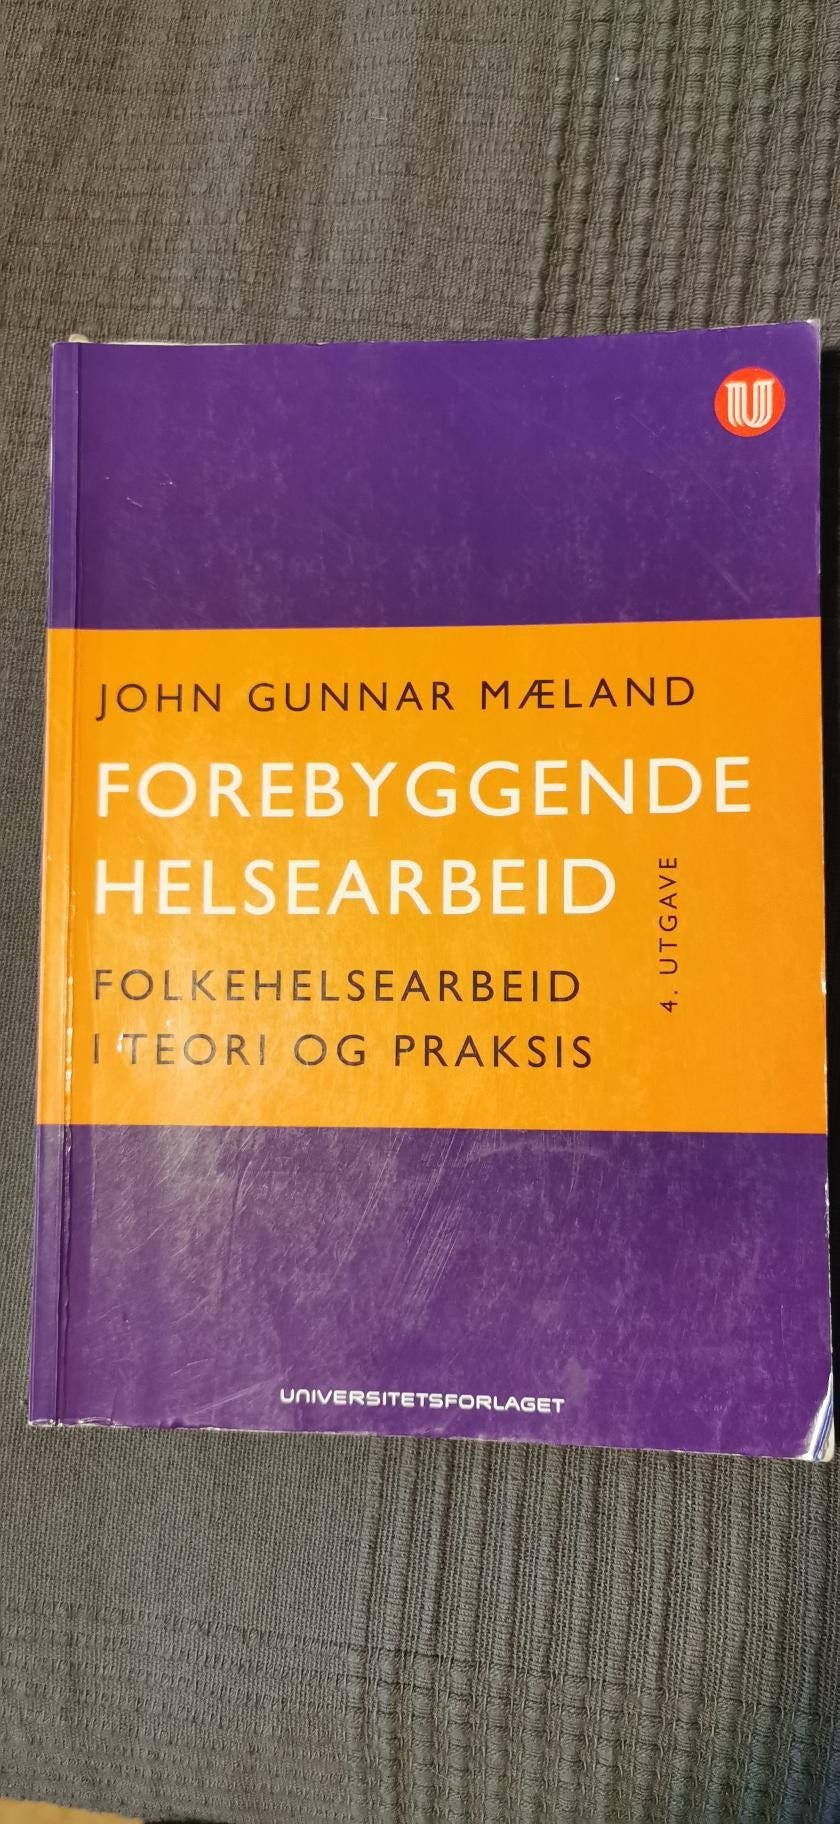 U
JOHN GUNNAR MÆLAND
FOREBYGGENDE
HELSEARBEID
4. UTGAVE
FOLKEHELSEARBEID
I TEORI OG PRAKSIS
UNIVERSITETSFORLAGET